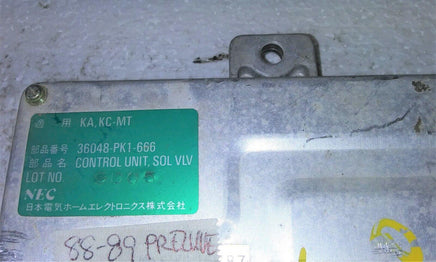 適 用 KA, KC-MT
部品番号 36048-PK1-666
部 品 名 CONTROL UNIT, SOL VLV
LOT NO.
NEC
日本電気ホームエレクトロニクス株式会社
88-89 PRELUDE
87